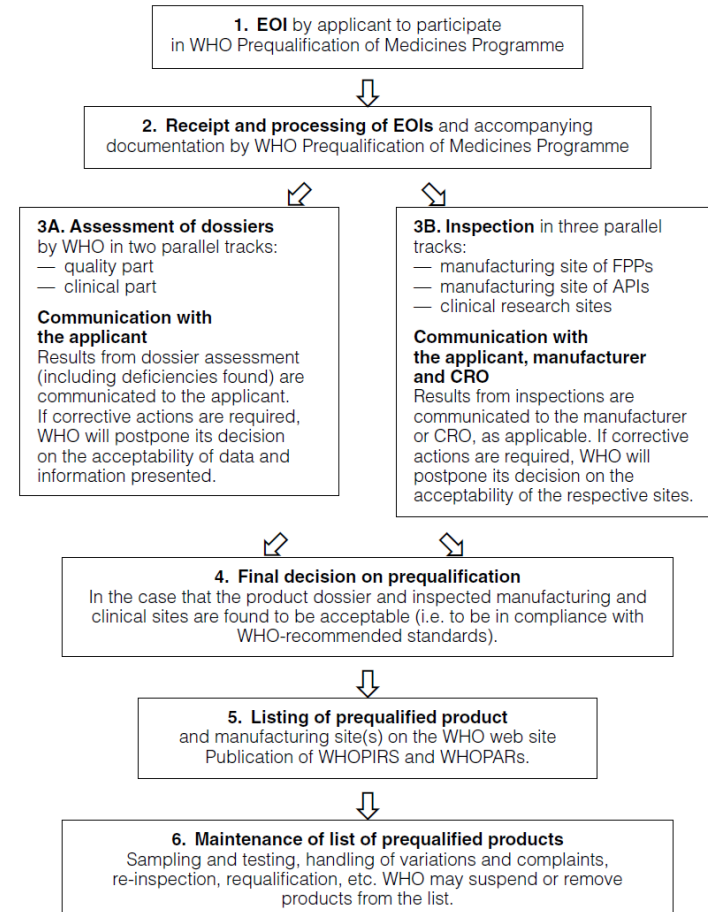 1. EOI by applicant to participate
in WHO Prequalification of Medicines Programme
2. Receipt and processing of EOIs and accompanying
documentation by WHO Prequalification of Medicines Programme
3A. Assessment of dossiers
by WHO in two parallel tracks:
— quality part
— clinical part
Communication with
the applicant
Results from dossier assessment
(including deficiencies found) are
communicated to the applicant.
If corrective actions are required,
WHO will postpone its decision
on the acceptability of data and
information presented.
3B. Inspection in three parallel
tracks:
— manufacturing site of FPPs
— manufacturing site of APIs
— clinical research sites
Communication with
the applicant, manufacturer
and CRO
Results from inspections are
communicated to the manufacturer
or CRO, as applicable. If corrective
actions are required, WHO will
postpone its decision on the
acceptability of the respective sites.
4. Final decision on prequalification
In the case that the product dossier and inspected manufacturing and
clinical sites are found to be acceptable (i.e. to be in compliance with
WHO-recommended standards).
5. Listing of prequalified product
and manufacturing site(s) on the WHO web site
Publication of WHOPIRS and WHOPARs.
6. Maintenance of list of prequalified products
Sampling and testing, handling of variations and complaints,
re-inspection, requalification, etc. WHO may suspend or remove
products from the list.